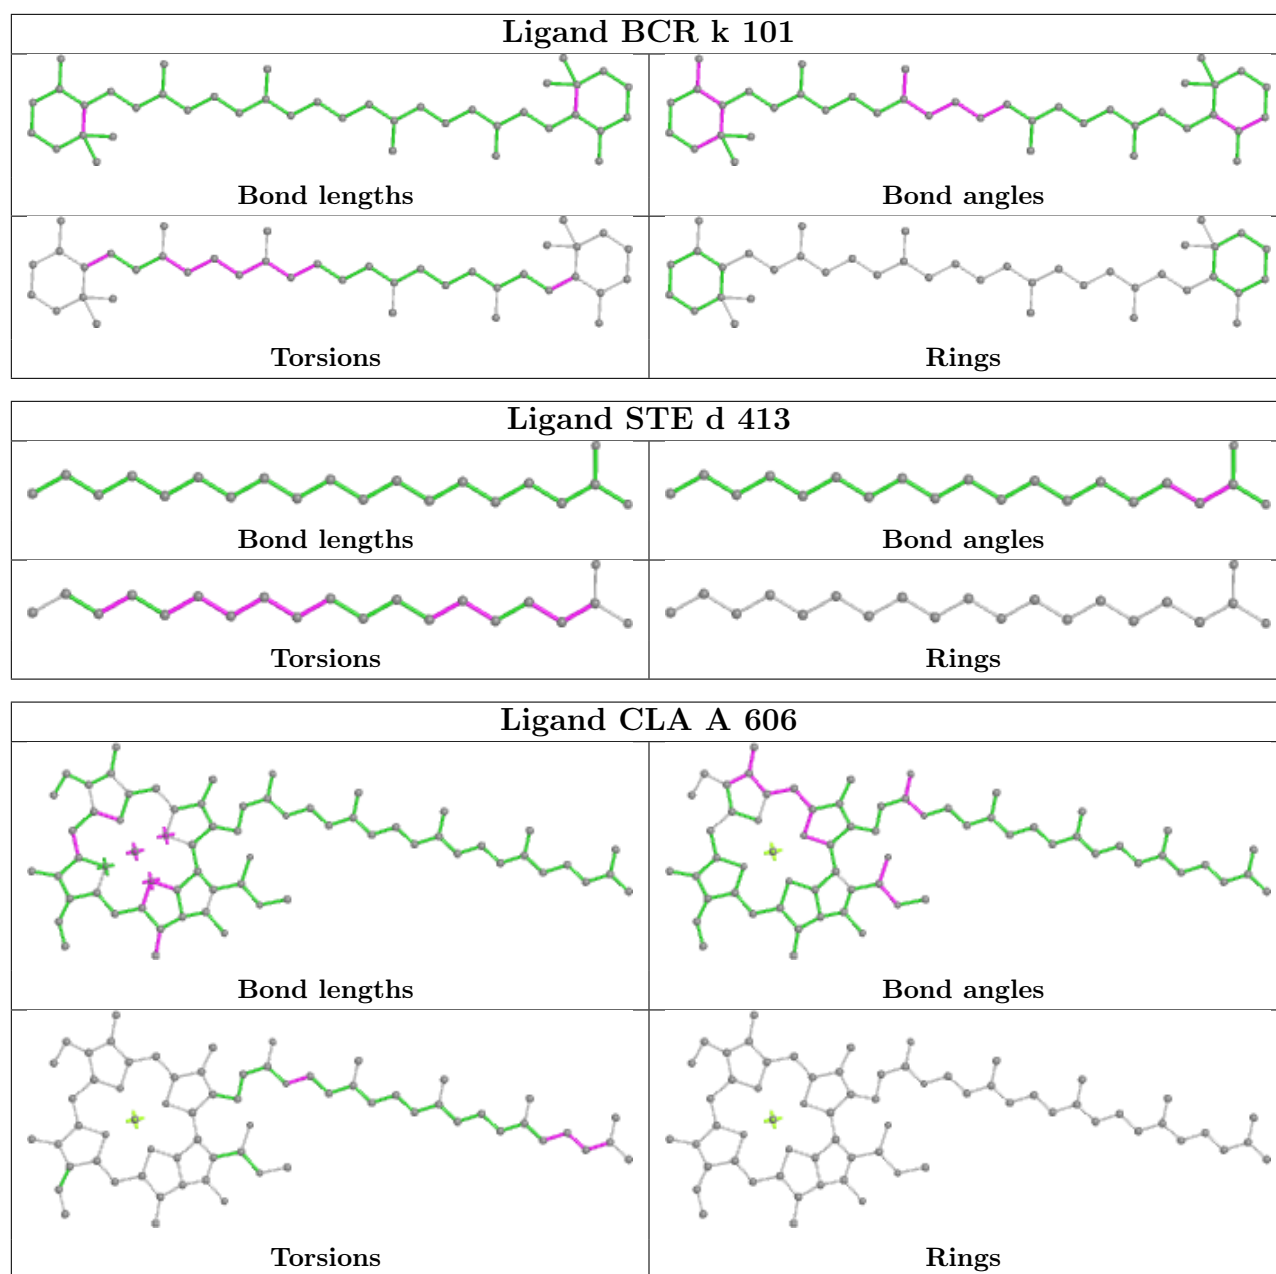 Ligand BCR k 101
Bond lengths
Bond angles
Torsions
Rings
Ligand STE d 413
Bond lengths
Bond angles
Torsions
Rings
Ligand CLA A 606
Bond lengths
Bond angles
Torsions
Rings